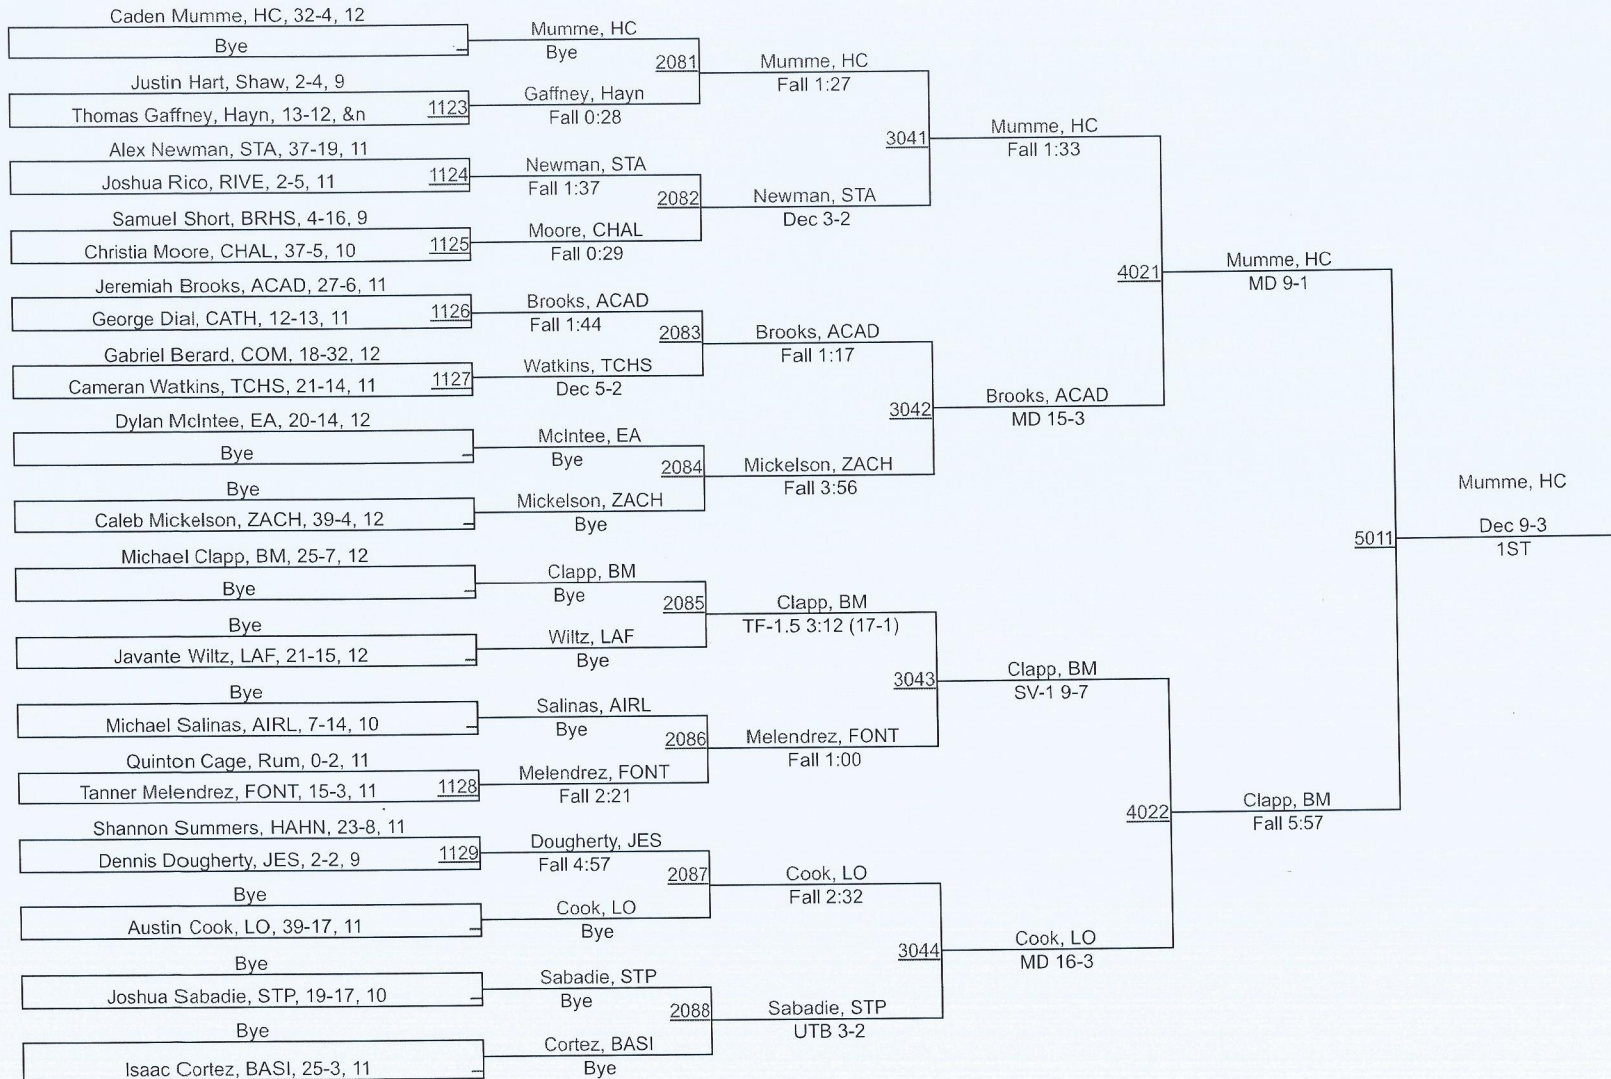 Caden Mumme, HC, 32-4, 12
Bye
Justin Hart, Shaw, 2-4, 9
Thomas Gaffney, Hayn, 13-12, &n
1123
Alex Newman, STA, 37-19, 11
Joshua Rico, RIVE, 2-5, 11
1124
Samuel Short, BRHS, 4-16, 9
Christia Moore, CHAL, 37-5, 10
1125
Jeremiah Brooks, ACAD, 27-6, 11
George Dial, CATH, 12-13, 11
1126
Gabriel Berard, COM, 18-32, 12
Cameran Watkins, TCHS, 21-14, 11
1127
Dylan McIntee, EA, 20-14, 12
Bye
Bye
Caleb Mickelson, ZACH, 39-4, 12
Michael Clapp, BM, 25-7, 12
Bye
Bye
Javante Wiltz, LAF, 21-15, 12
Bye
Michael Salinas, AIRL, 7-14, 10
Quinton Cage, Rum, 0-2, 11
Tanner Melendrez, FONT, 15-3, 11
1128
Shannon Summers, HAHN, 23-8, 11
Dennis Dougherty, JES, 2-2, 9
1129
Bye
Austin Cook, LO, 39-17, 11
Bye
Joshua Sabadie, STP, 19-17, 10
Bye
Isaac Cortez, BASI, 25-3, 11
Mumme, HC
Bye
2081
Gaffney, Hayn
Fall 0:28
Newman, STA
Fall 1:37
2082
Moore, CHAL
Fall 0:29
Brooks, ACAD
Fall 1:44
2083
Watkins, TCHS
Dec 5-2
McIntee, EA
Bye
2084
Mickelson, ZACH
Bye
Clapp, BM
Bye
2085
Wiltz, LAF
Bye
Salinas, AIRL
Bye
2086
Melendrez, FONT
Fall 2:21
Dougherty, JES
Fall 4:57
2087
Cook, LO
Bye
Sabadie, STP
Bye
2088
Cortez, BASI
Bye
Mumme, HC
Fall 1:27
3041
Newman, STA
Dec 3-2
Brooks, ACAD
Fall 1:17
3042
Mickelson, ZACH
Fall 3:56
Clapp, BM
TF-1.5 3:12 (17-1)
3043
Melendrez, FONT
Fall 1:00
Cook, LO
Fall 2:32
3044
Sabadie, STP
UTB 3-2
Mumme, HC
Fall 1:33
4021
Brooks, ACAD
MD 15-3
Clapp, BM
SV-1 9-7
4022
Cook, LO
MD 16-3
Mumme, HC
MD 9-1
5011
Clapp, BM
Fall 5:57
Mumme, HC
Dec 9-3
1ST